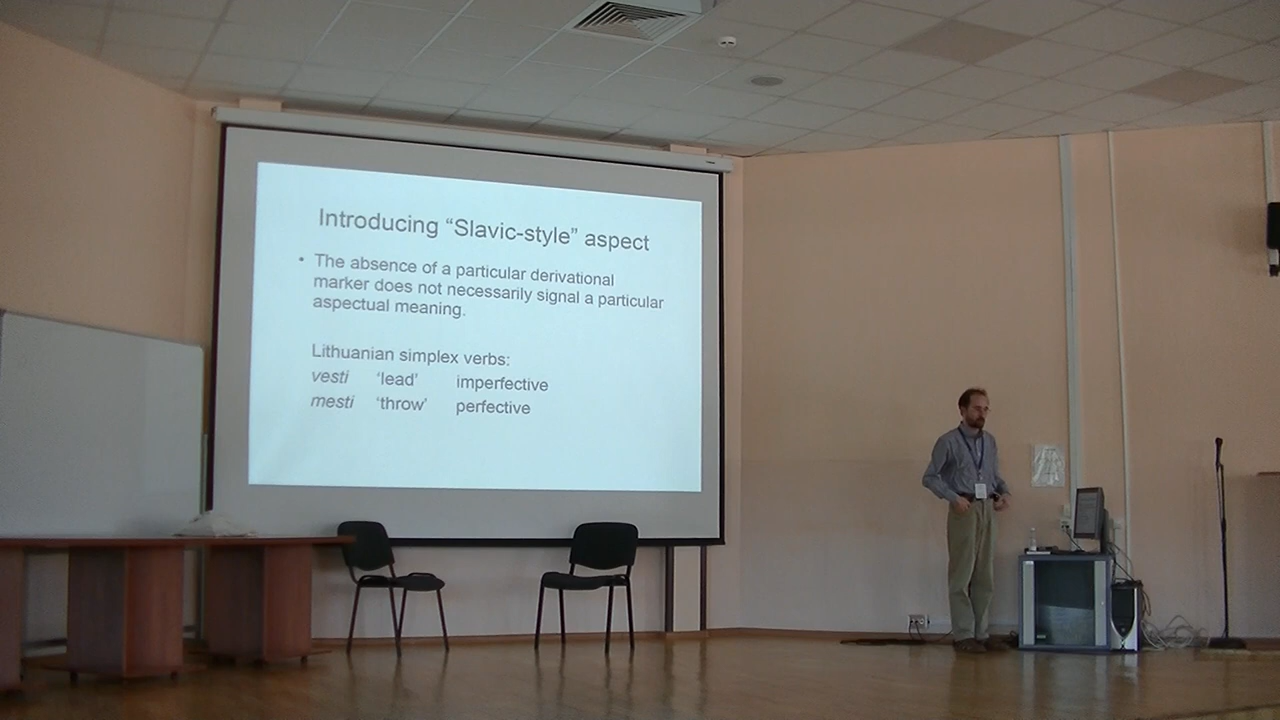 Introducing “Slavic-style” aspect
• The absence of a particular derivational
marker does not necessarily signal a particular
aspectual meaning.
Lithuanian simplex verbs:
vesti ‘lead’ imperfective
mesti ‘throw’ perfective